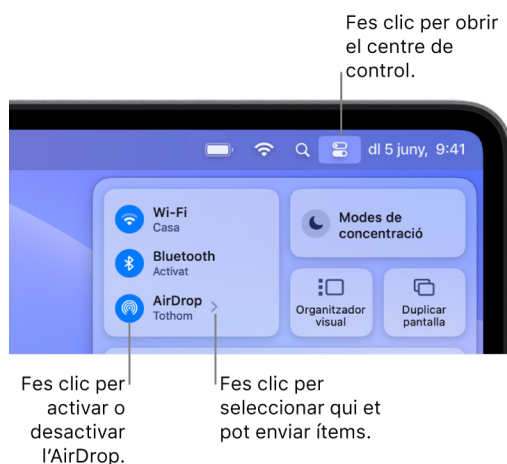 Fes clic per obrir
el centre de
control.
dl 5 juny, 9:41
Wi-Fi
Casa
Bluetooth
Activat
AirDrop
Tothom
Modes de
concentració
Organitzador
visual
Duplicar
pantalla
Fes clic per
activar o
desactivar
l’AirDrop.
Fes clic per
seleccionar qui et
pot enviar ítems.